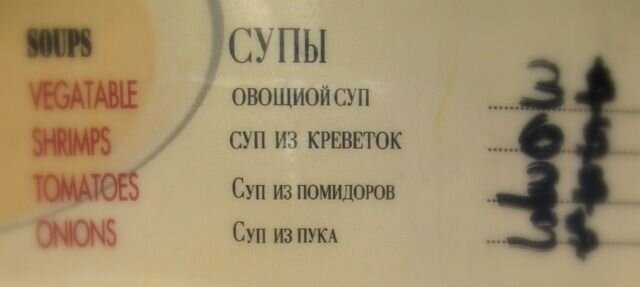 SOUPS СУПЫ
VEGATABLE ОВОЩИОЙ СУП
SHRIMPS СУП ИЗ КРЕВЕТОК
TOMATOES СУП ИЗ ПОМИДОРОВ
ONIONS СУП ИЗ ПУКА